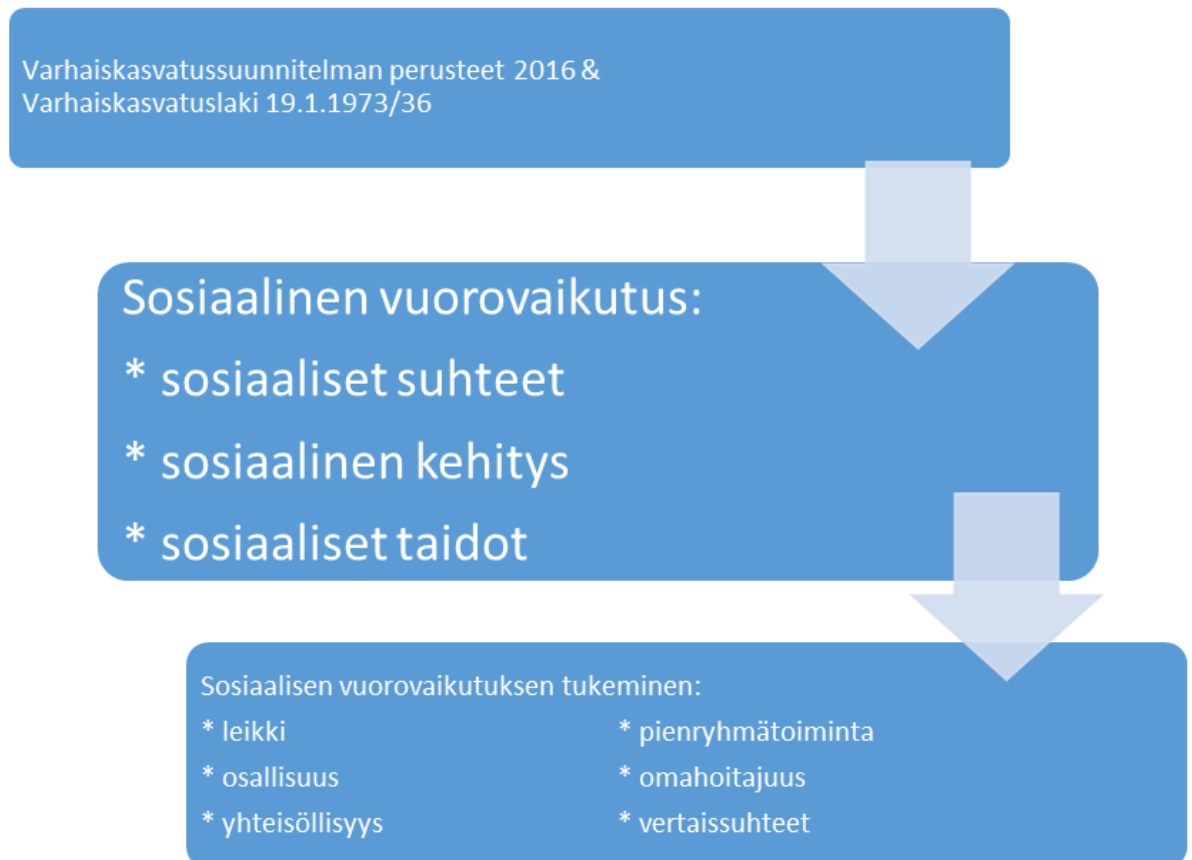 Varhaiskasvatussuunnitelman perusteet 2016 &
Varhaiskasvatuslaki 19.1.1973/36
Sosiaalinen vuorovaikutus:
* sosiaaliset suhteet
* sosiaalinen kehitys
* sosiaaliset taidot
Sosiaalisen vuorovaikutuksen tukeminen:
* leikki * pienryhmätoiminta
* osallisuus * omahoitajuus
* yhteisöllisyys * vertaissuhteet